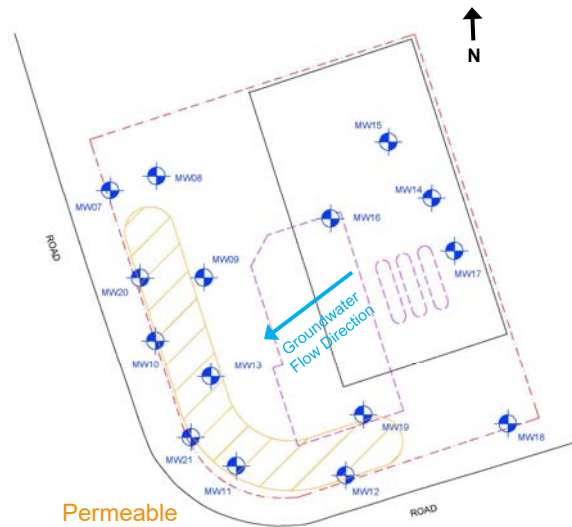 N
MW15
MW08
MW07
MW14
MW16
MW17
ROAD
MW09
MW20
Groundwater
Flow Direction
MW10
MW13
MW19
MW18
MW21
MW11
MW12
Permeable
ROAD